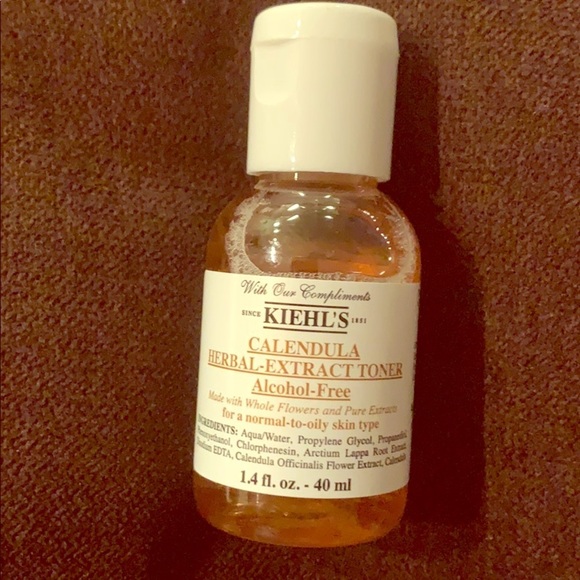 With Our Compliments
SINCE KIEHL'S 1851
CALENDULA
HERBAL-EXTRACT TONER
Alcohol-Free
Made with Whole Flowers and Pure Extracts
for a normal-to-oily skin type
INGREDIENTS: Aqua/Water, Propylene Glycol,
Chlorphenesin, Arctium Lappa Root Extract,
EDTA, Calendula Officinalis Flower Extract,
1.4 fl. oz. - 40 ml